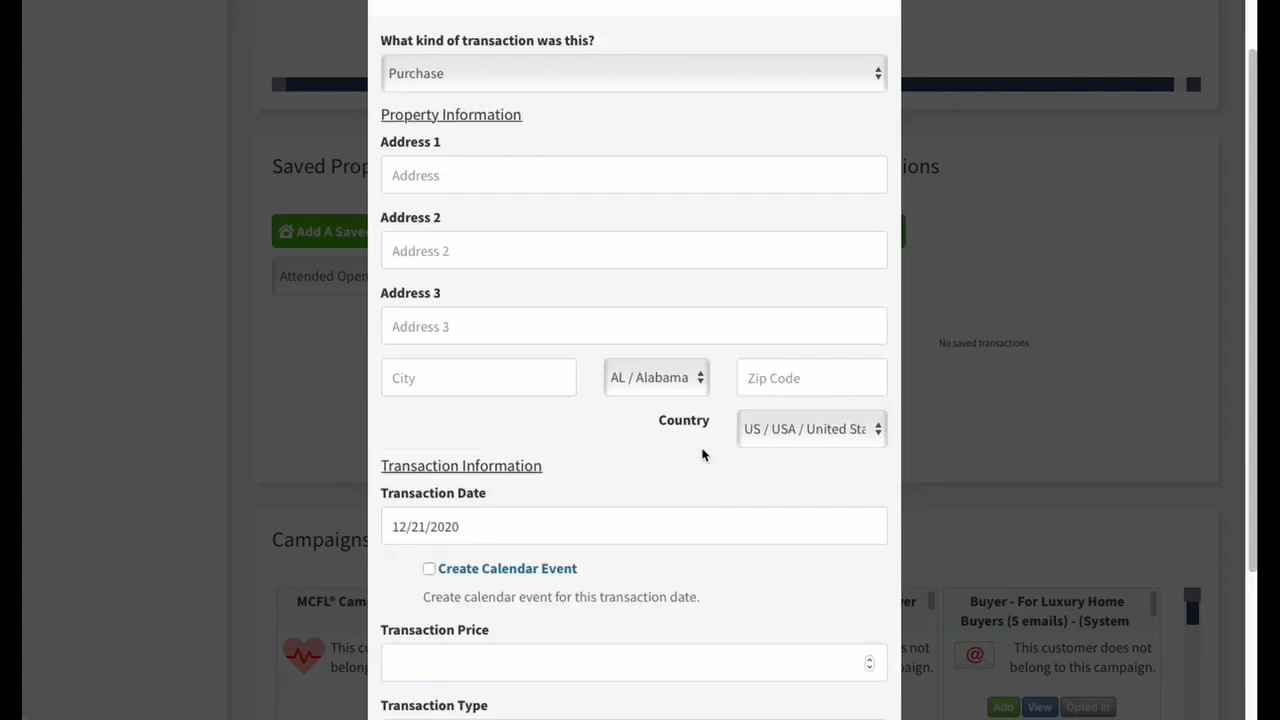 What kind of transaction was this?
Purchase
Property Information
Address 1
Address
Address 2
Address 2
Address 3
Address 3
City
AL / Alabama
Zip Code
Country
US / USA / United Sta
Transaction Information
Transaction Date
12/21/2020
Create Calendar Event
Create calendar event for this transaction date.
Transaction Price
Transaction Type
Saved Prop
Add A Save
Attended Open
No saved transactions
Campaigns
MCFL® Cam
This cu
belong
Buyer - For Luxury Home
Buyers (5 emails) - (System
This customer does not
belong to this campaign.
Add
View
Opted In